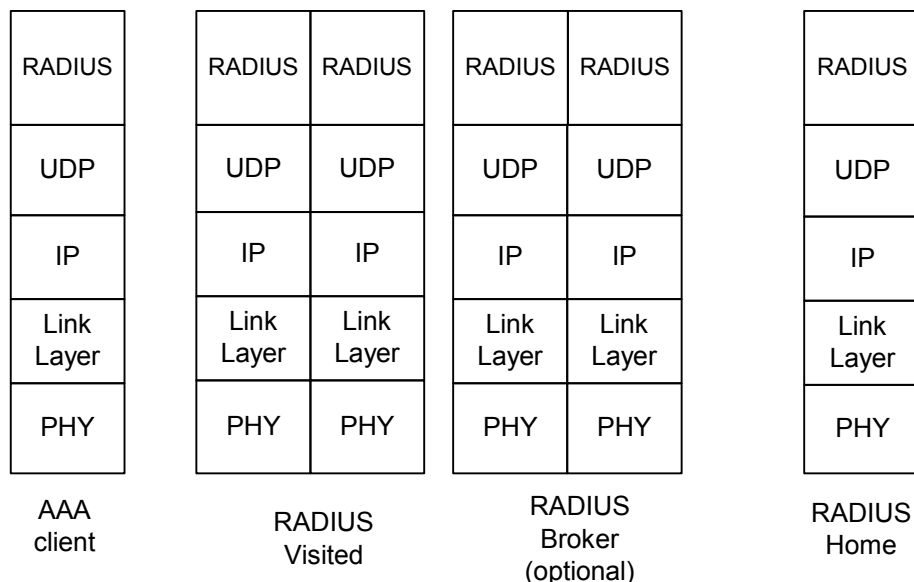 RADIUS RADIUS RADIUS RADIUS RADIUS RADIUS
UDP UDP UDP UDP UDP UDP
IP IP IP IP IP IP
Link Link Link Link Link Link
Layer Layer Layer Layer Layer Layer
PHY PHY PHY PHY PHY PHY
AAA
client
RADIUS
Visited
RADIUS
Broker
(optional)
RADIUS
Home